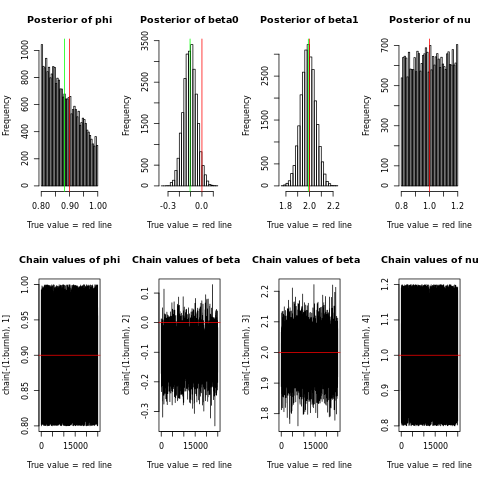 Posterior of phi
Posterior of beta0
Posterior of beta1
Posterior of nu
Frequency
0 200 400 600 800 1000
0.80 0.90 1.00
True value = red line
Frequency
0 500 1500 2500 3500
-0.3 0.0
True value = red line
Frequency
0 500 1500 2500
1.8 2.0 2.2
True value = red line
Frequency
0 100 300 500 700
0.8 1.0 1.2
True value = red line
Chain values of phi
Chain values of beta
Chain values of beta
Chain values of nu
chain[-(1:burnIn), 1]
0.80 0.85 0.90 0.95 1.00
0 15000
True value = red line
chain[-(1:burnIn), 2]
-0.3 -0.2 -0.1 0.0 0.1
0 15000
True value = red line
chain[-(1:burnIn), 3]
1.8 1.9 2.0 2.1 2.2
0 15000
True value = red line
chain[-(1:burnIn), 4]
0.8 0.9 1.0 1.1 1.2
0 15000
True value = red line